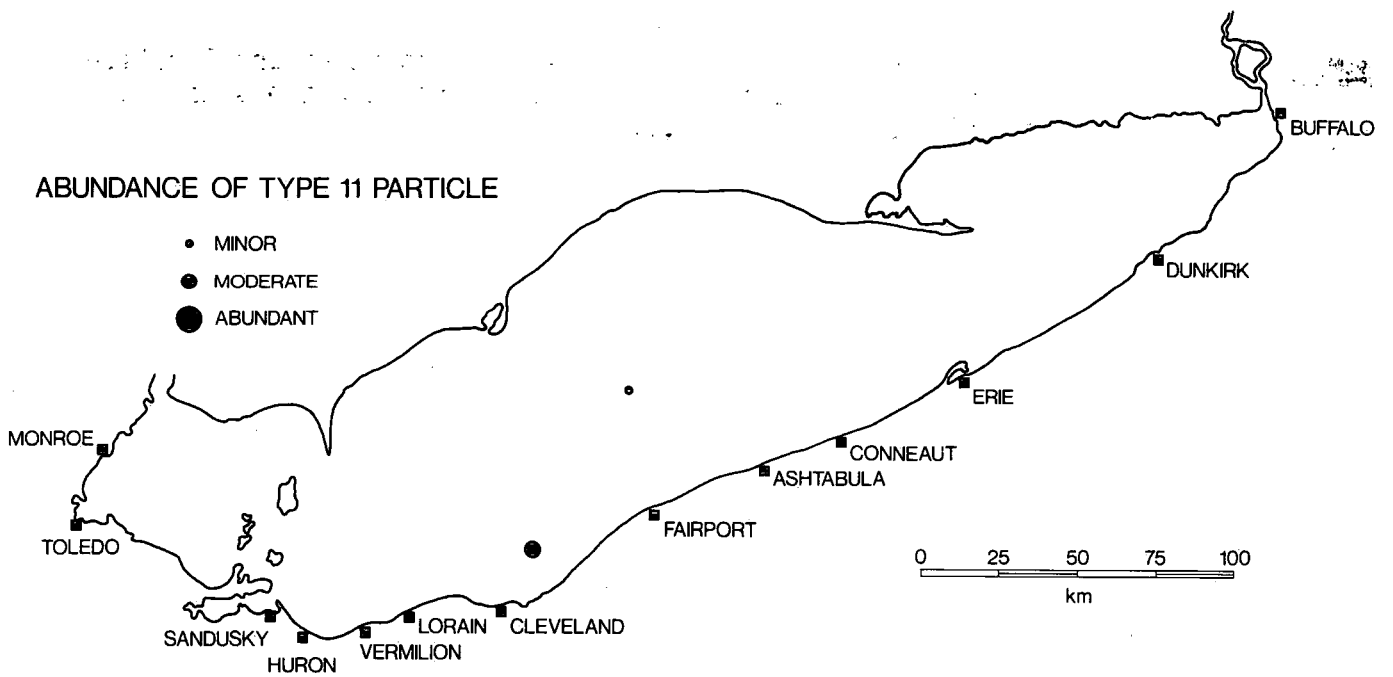 BUFFALO
ABUNDANCE OF TYPE 11 PARTICLE
MINOR
MODERATE
ABUNDANT
DUNKIRK
ERIE
MONROE
CONNEAUT
ASHTABULA
FAIRPORT
TOLEDO
0 25 50 75 100
km
SANDUSKY
LORAIN
CLEVELAND
VERMILION
HURON